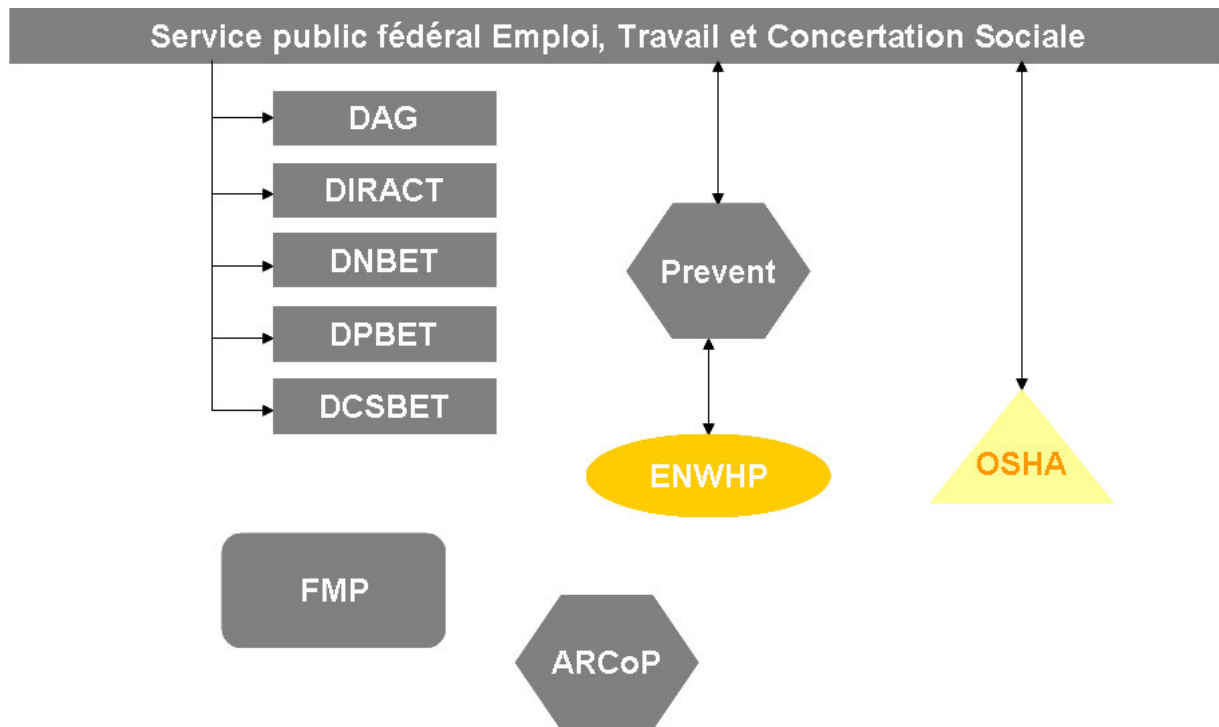 Service public fédéral Emploi, Travail et Concertation Sociale
DAG
DIRACT
DNBET
DPBET
DCSBET
Prevent
ENWHP
OSHA
FMP
ARCoP